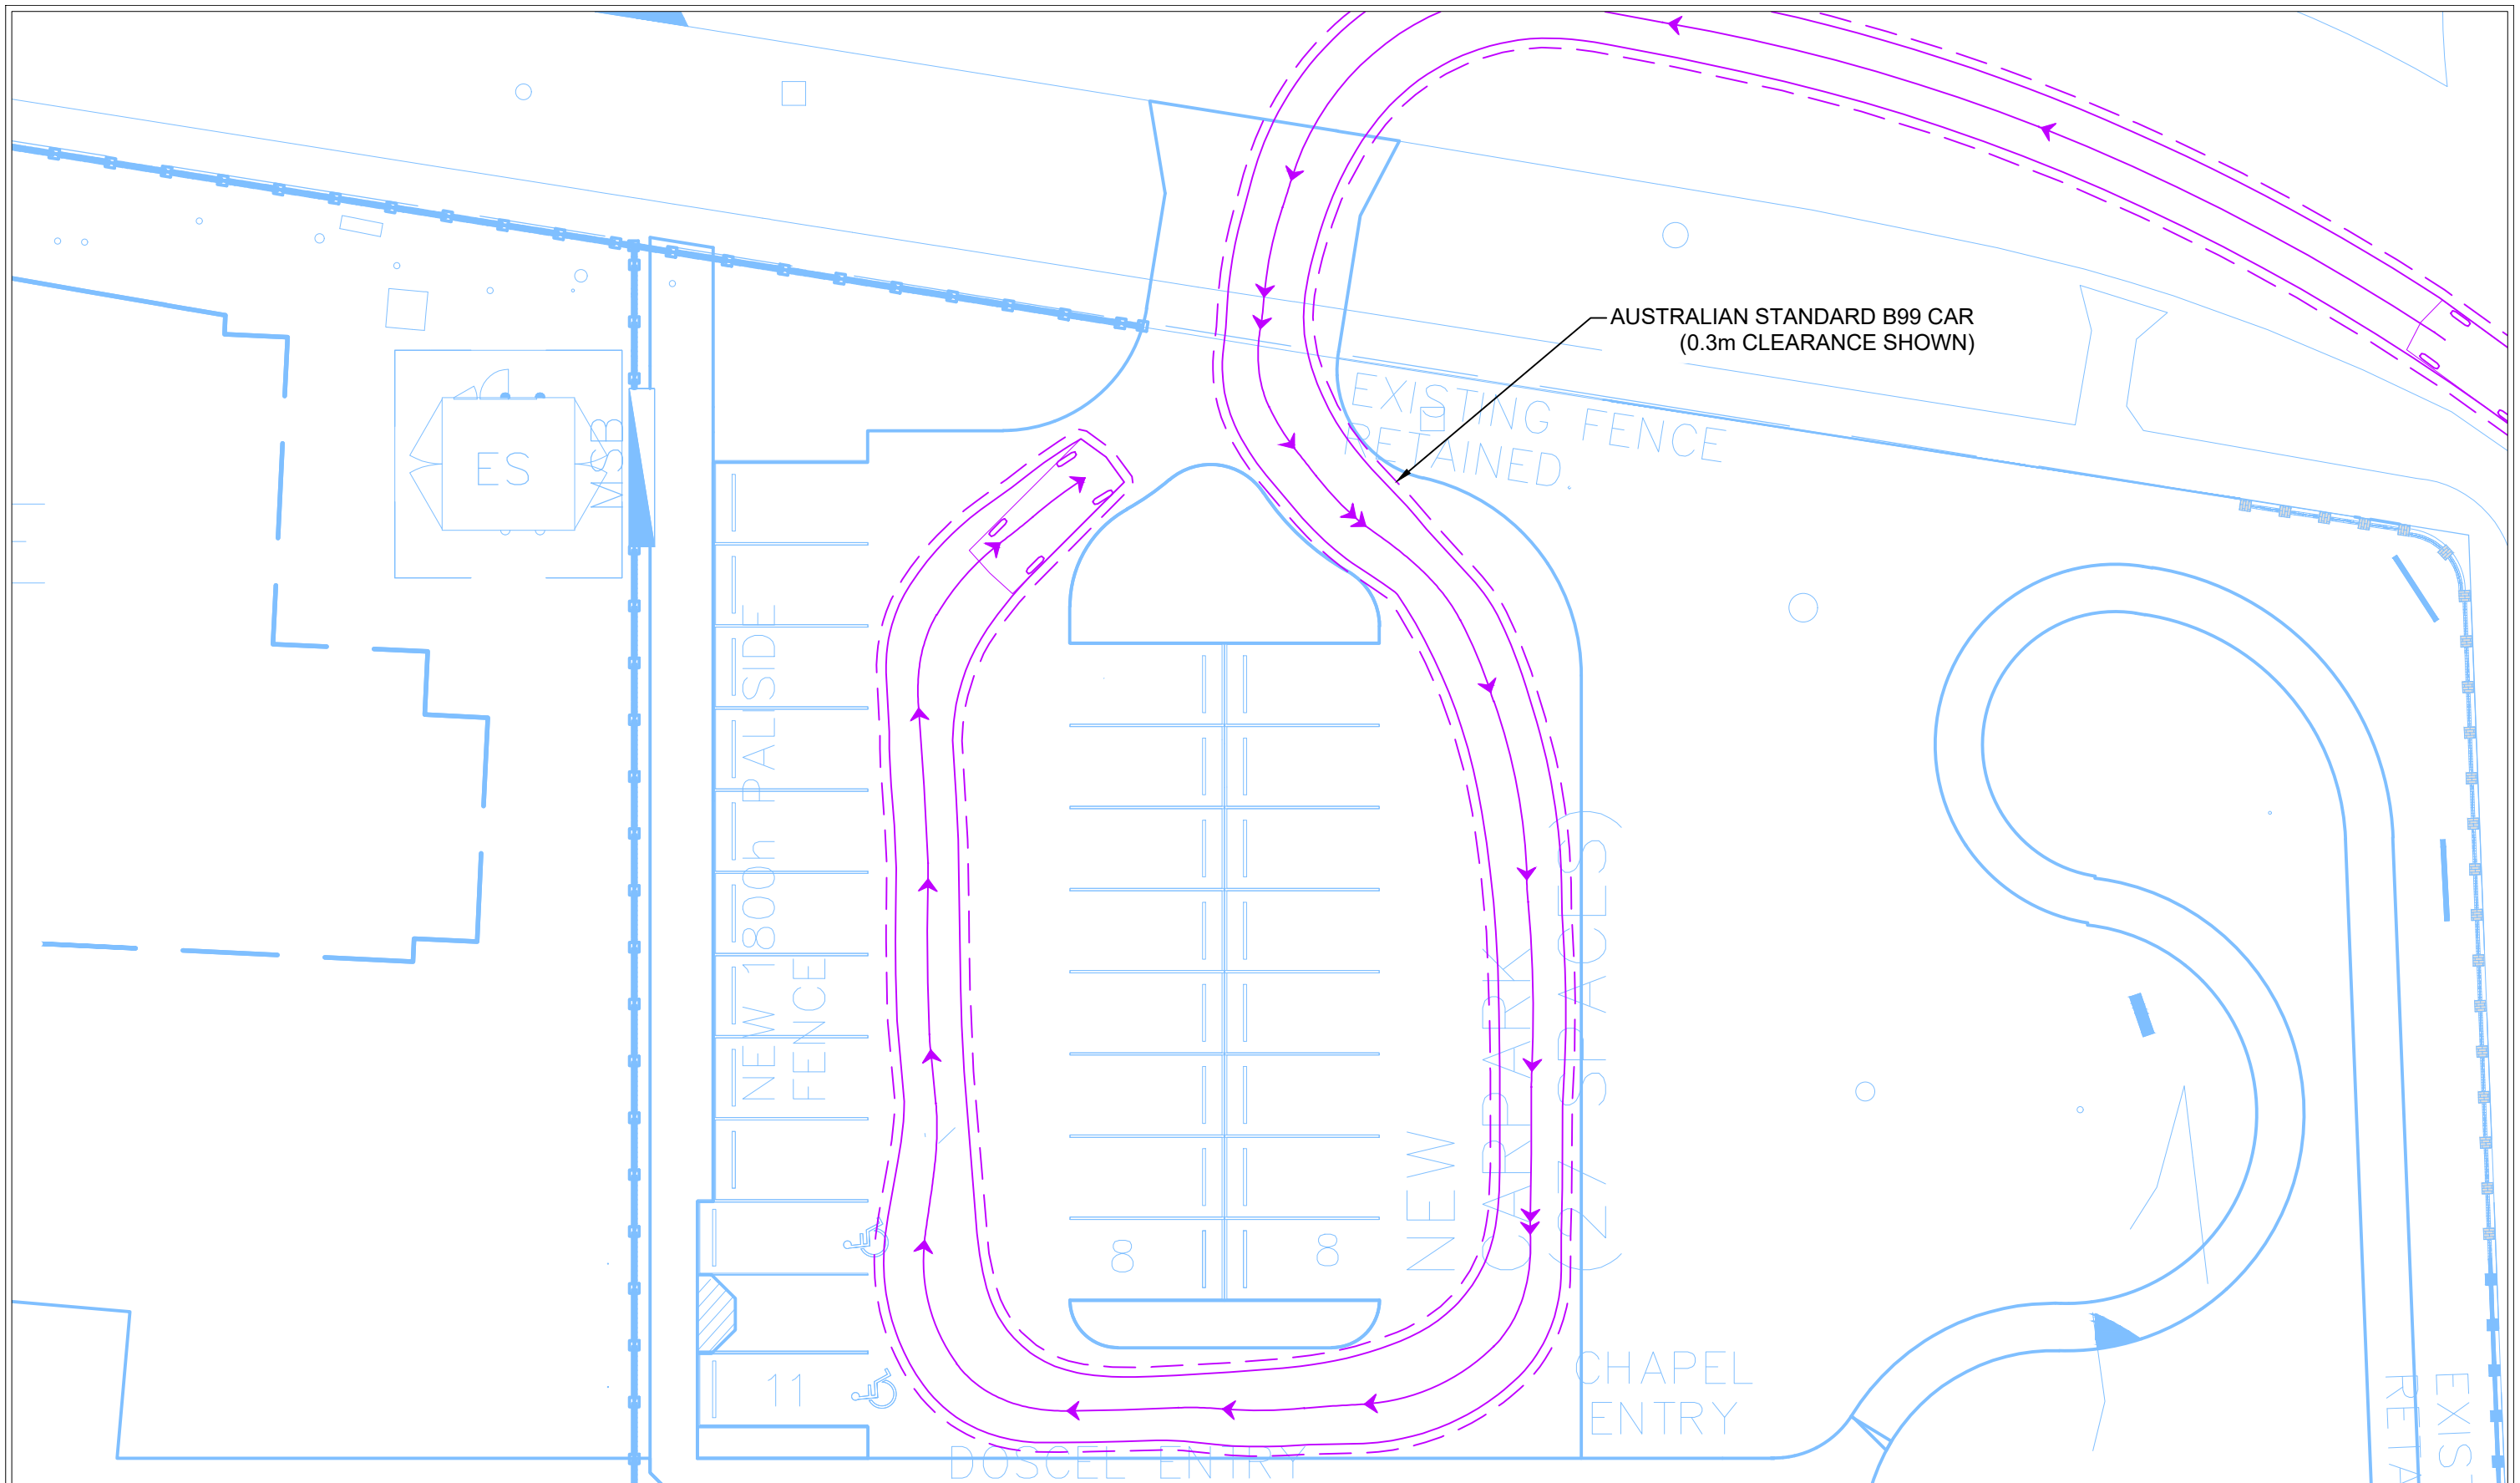 AUSTRALIAN STANDARD B99 CAR
(0.3m CLEARANCE SHOWN)
EXISTING FENCE
RETAINED.
MSB
ES
NEW 1800h PALISIDE
FENCE
NEW
CARPARK
(27 SPACES)
8
8
11
CHAPEL
ENTRY
DOSCEL ENTRY